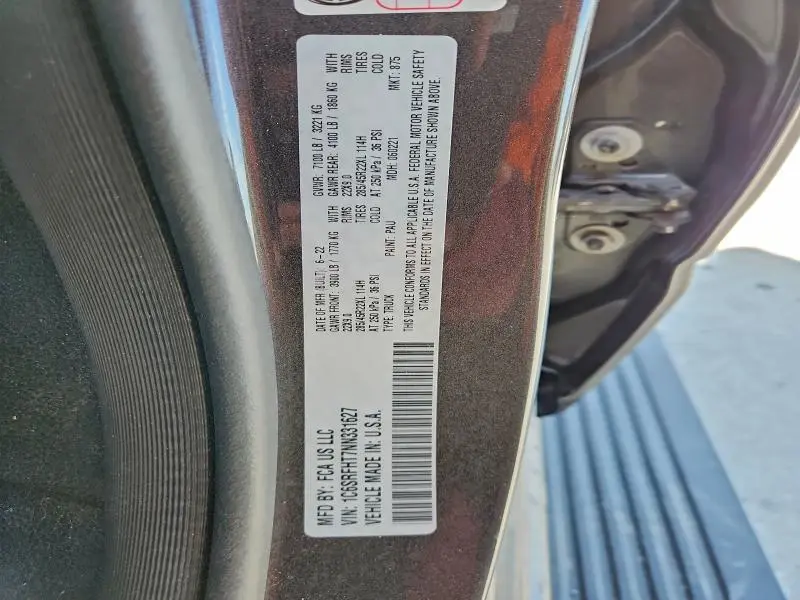 MFD BY: FCA US LLC
VIN: 1C6SRFHT7NN331627
VEHICLE MADE IN: U.S.A.
DATE OF MFR/BUILT: 6-22
GVWR: 7100 LB / 3221 KG
GAWR FRONT: 3900 LB / 1770 KG WITH
GAWR REAR: 4100 LB / 1860 KG WITH
22X9.0 RIMS
22X9.0 RIMS
285/45R22XL 114H TIRES
285/45R22XL 114H TIRES
AT 250 kPa / 36 PSI COLD
AT 250 kPa / 36 PSI COLD
TYPE: TRUCK PAINT: PAU MDH: 060221 MKT: 875
THIS VEHICLE CONFORMS TO ALL APPLICABLE U.S.A. FEDERAL MOTOR VEHICLE SAFETY
STANDARDS IN EFFECT ON THE DATE OF MANUFACTURE SHOWN ABOVE.